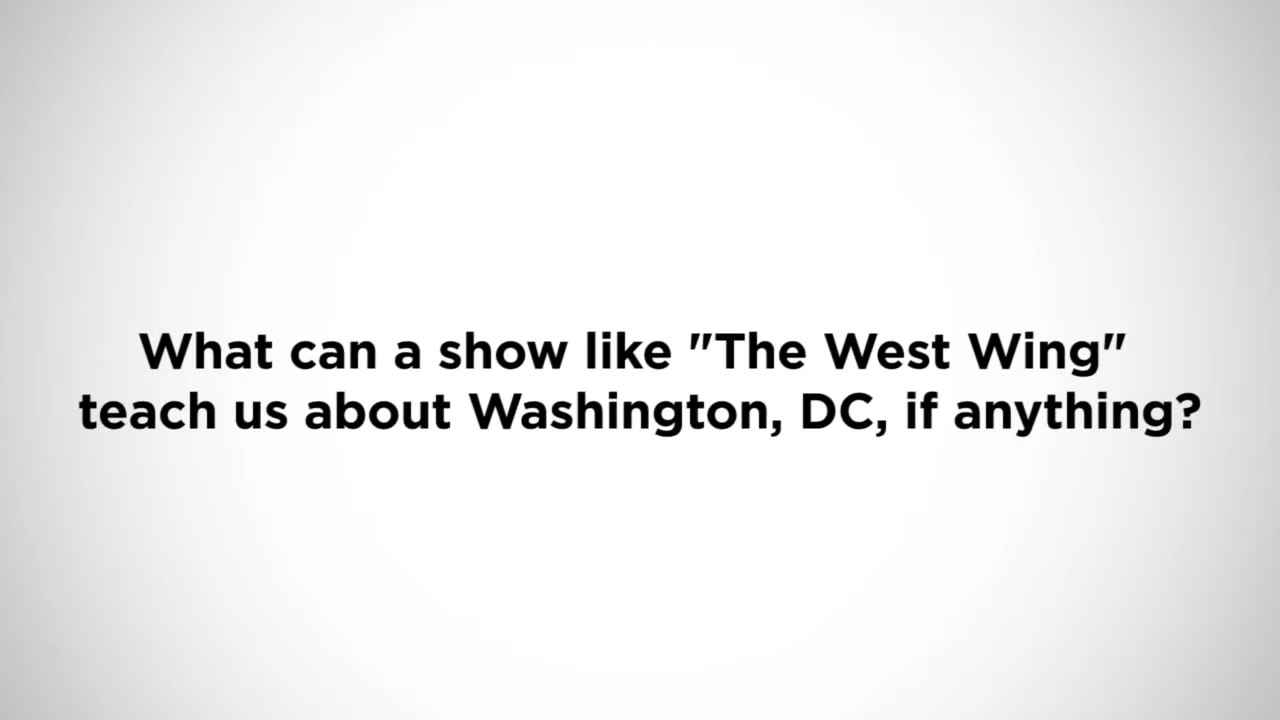 What can a show like "The West Wing"
teach us about Washington, DC, if anything?